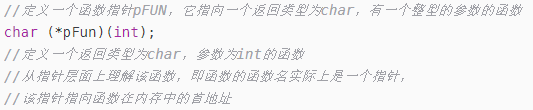 //定义一个函数指针pFUN，它指向一个返回类型为char，有一个整型的参数的函数
char (*pFun)(int);
//定义一个返回类型为char，参数为int的函数
//从指针层面上理解该函数，即函数的函数名实际上是一个指针，
//该指针指向函数在内存中的首地址